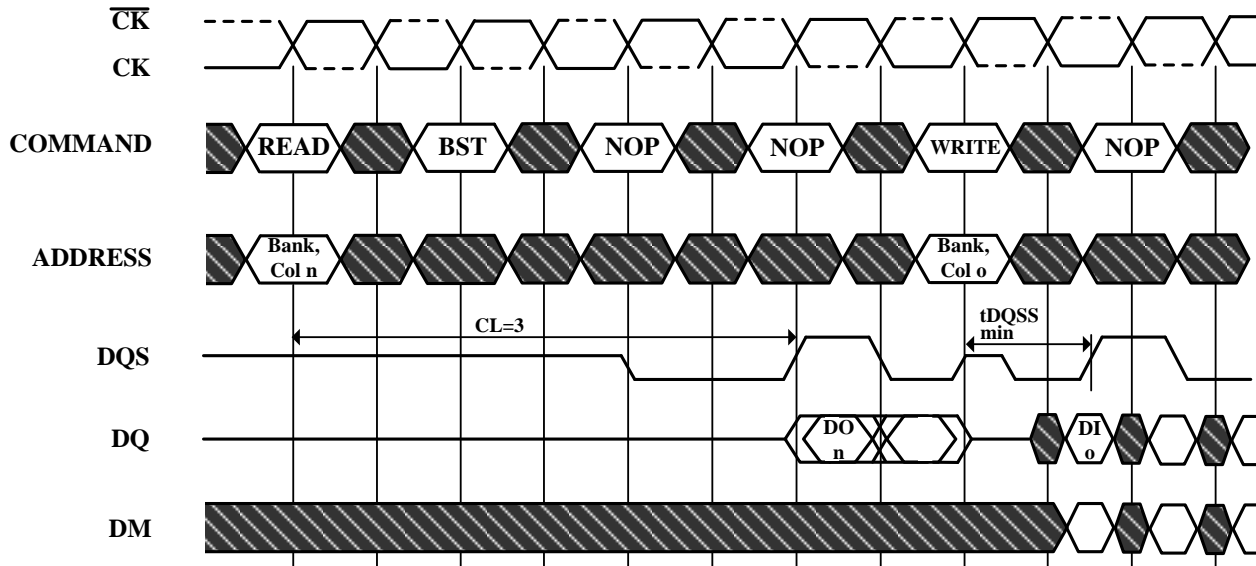 CK
CK
COMMAND
READ
BST
NOP
NOP
WRITE
NOP
ADDRESS
Bank,
Col n
Bank,
Col o
DQS
CL=3
tDQSS
min
DQ
DO
n
DI
o
DM